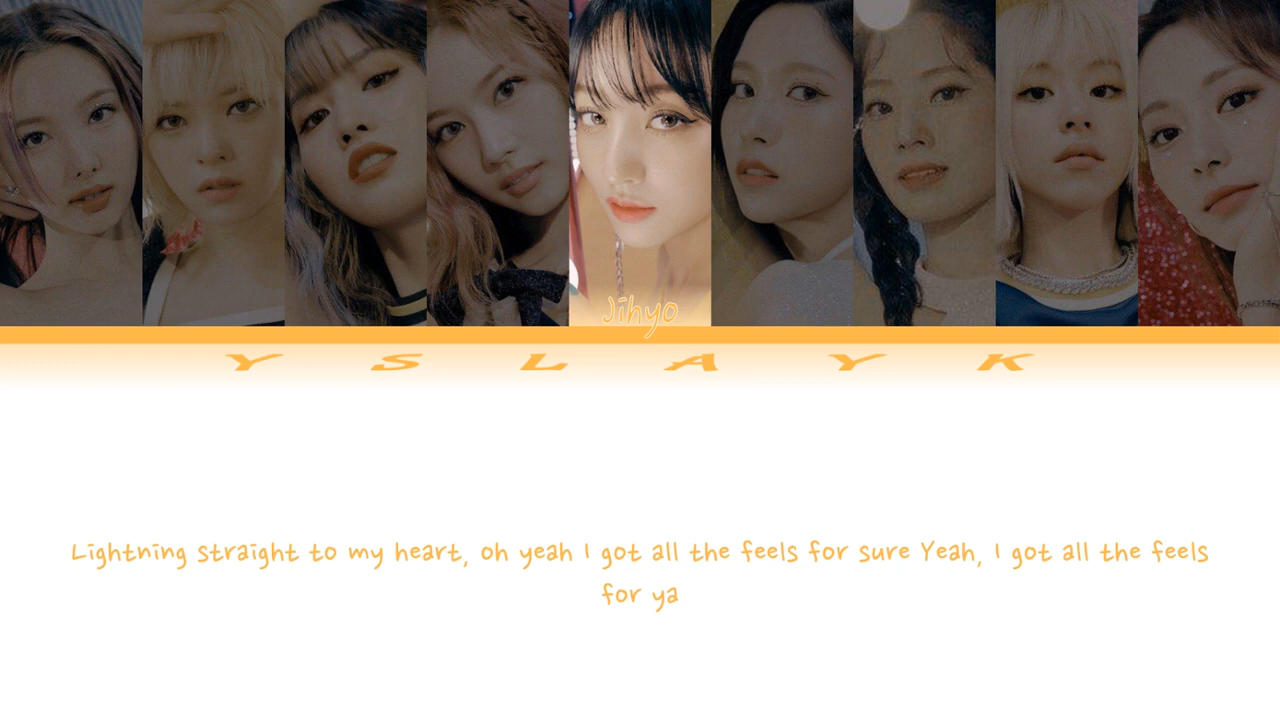 Jihyo
Y S L A Y K
Lightning straight to my heart, oh yeah I got all the feels for sure Yeah, I got all the feels
for ya